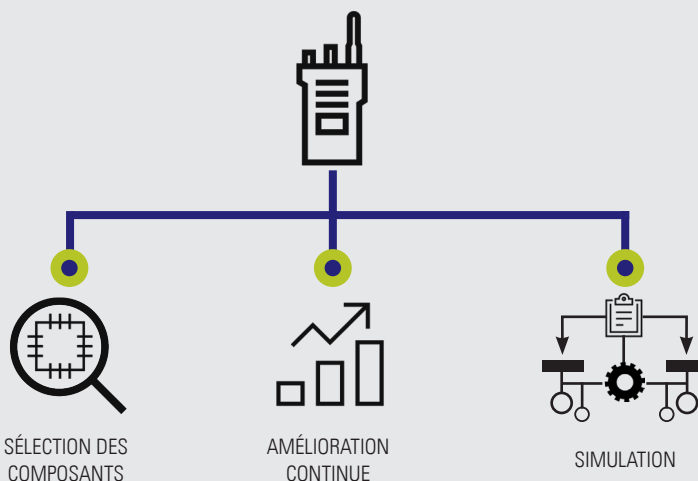 SÉLECTION DES
COMPOSANTS
AMÉLIORATION
CONTINUE
SIMULATION